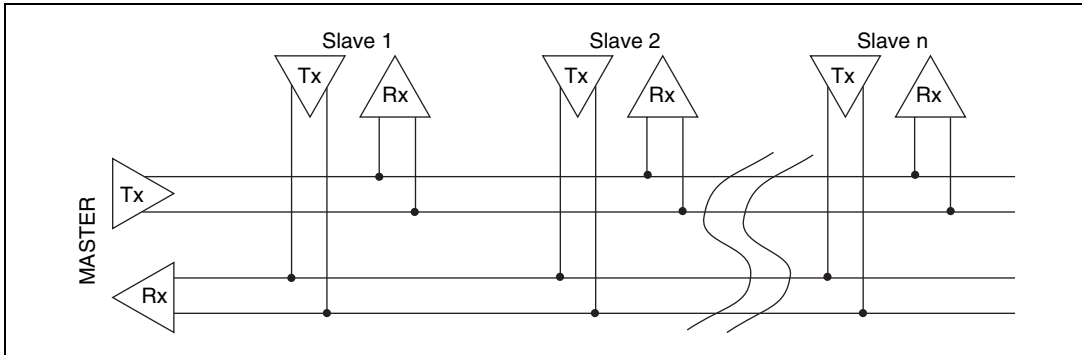 Slave 1
Slave 2
Slave n
Tx
Rx
Tx
Rx
Tx
Rx
Tx
MASTER
Rx